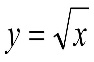 y = √x